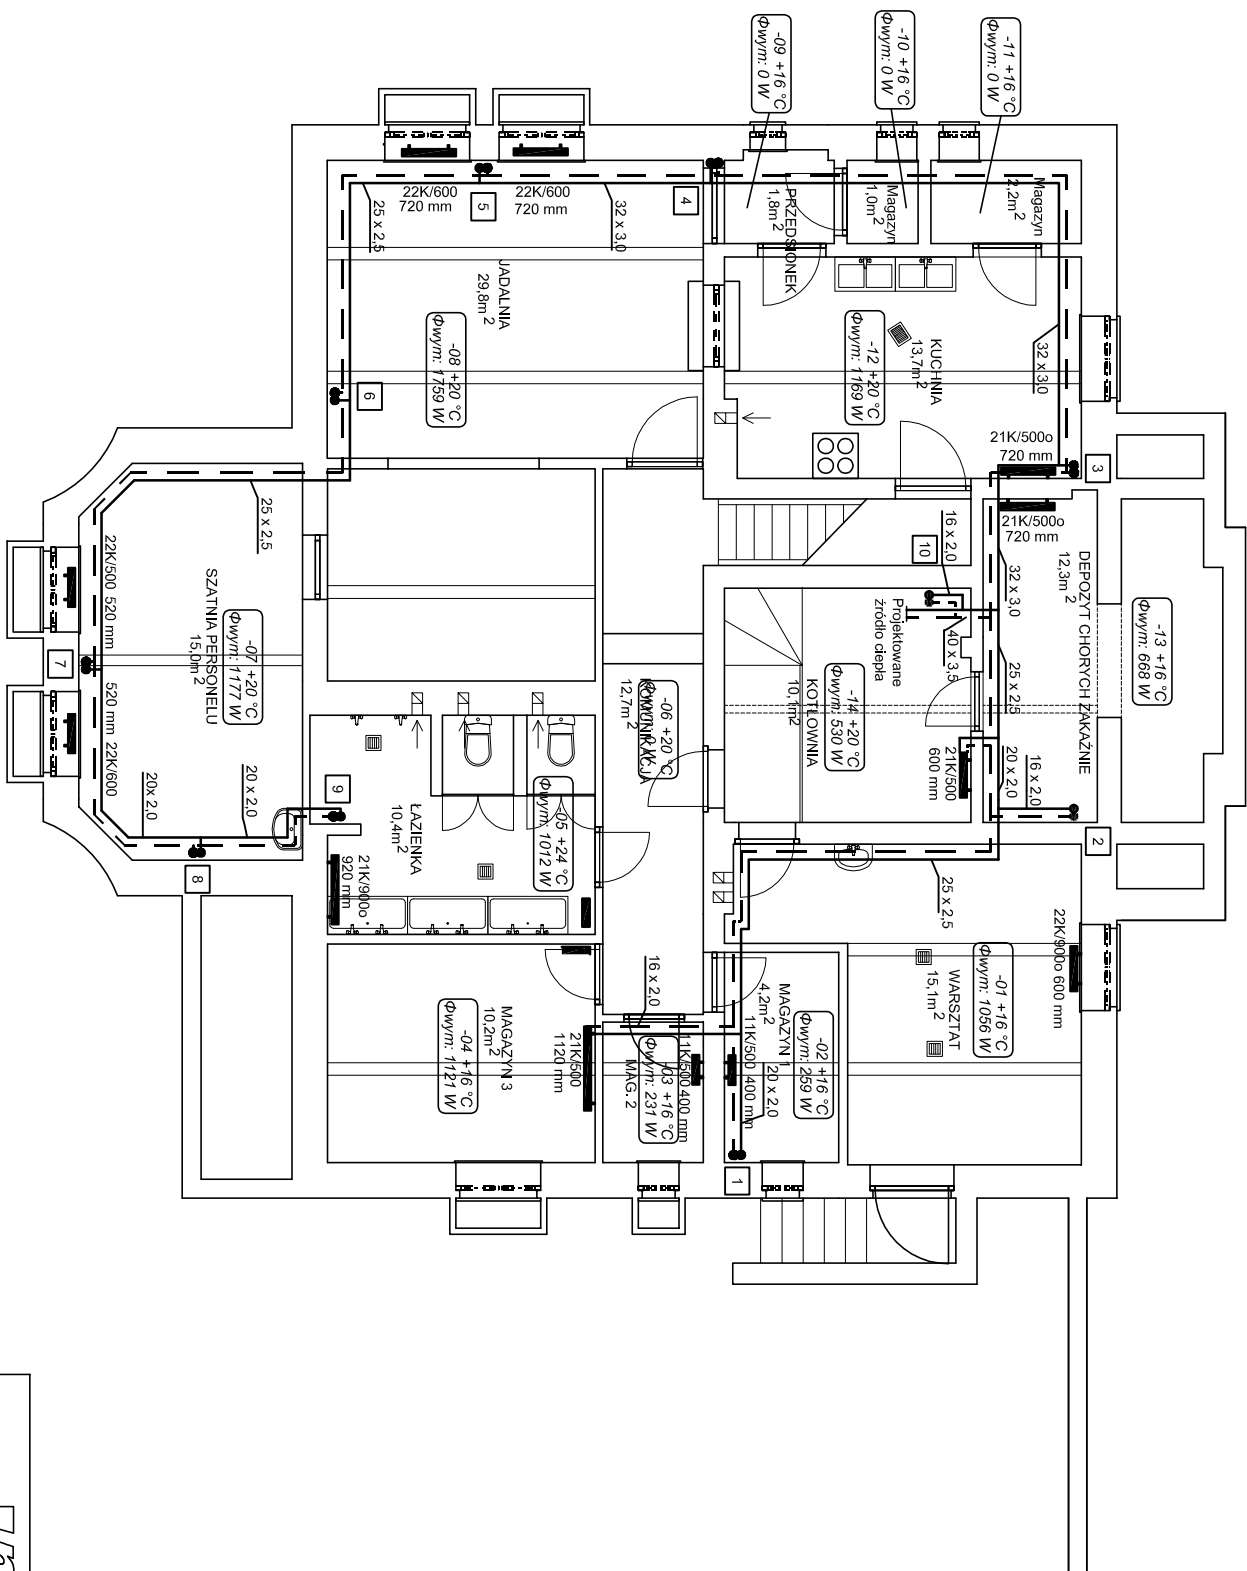 -09 +16 °C
Φwym: 0 W
-10 +16 °C
Φwym: 0 W
-11 +16 °C
Φwym: 0 W
22K/600
720 mm
5
22K/600
720 mm
4
25 x 2,5
32 x 3,0
PRZEDSIONEK
1,8m2
Magazyn
1,0m2
Magazyn
2,2m2
JADALNIA
29,8m2
-08 +20 °C
Φwym: 1759 W
6
KUCHNIA
13,7m2
-12 +20 °C
Φwym: 1169 W
32 x 3,0
21K/500o
720 mm
3
21K/500o
720 mm
25 x 2,5
16 x 2,0
10
32 x 3,0
DEPOZYT CHORYCH ZAKAŹNIE
12,3m2
-13 +16 °C
Φwym: 668 W
Projektowane
źródło ciepła
40 x 3,5
25 x 2,5
22K/500 520 mm
SZATNIA PERSONELU
15,0m2
-07 +20 °C
Φwym: 1177 W
7
520 mm 22K/600
KOMUNIKACJA
12,7m2
-06 +20 °C
Φwym: 0 W
KOTŁOWNIA
10,1m2
-14 +20 °C
Φwym: 530 W
21K/500
600 mm
20 x 2,0
16 x 2,0
20x 2,0
20 x 2,0
9
8
ŁAZIENKA
10,4m2
-05 +24 °C
Φwym: 1012 W
21K/900o
920 mm
2
25 x 2,5
22K/900o 600 mm
WARSZTAT
15,1m2
-01 +16 °C
Φwym: 1056 W
16 x 2,0
MAGAZYN 1
4,2m2
-02 +16 °C
Φwym: 259 W
11K/500 400 mm
20 x 2,0
MAGAZYN 3
10,2m2
-04 +16 °C
Φwym: 1121 W
21K/500
1120 mm
MAG. 2
-03 +16 °C
Φwym: 231 W
11K/500 400 mm
1